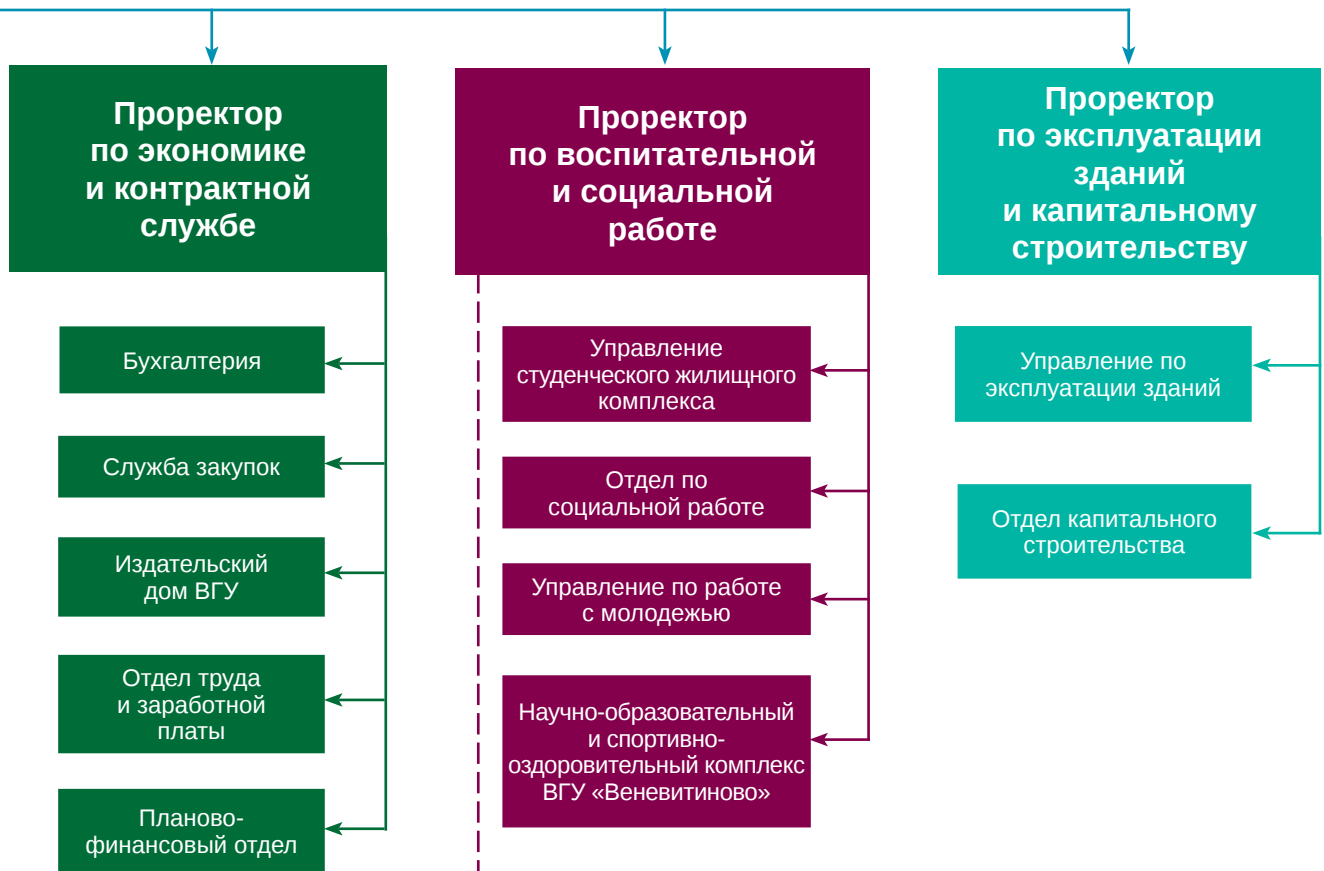 Проректор
по экономике
и контрактной
службе
Бухгалтерия
Служба закупок
Издательский
дом ВГУ
Отдел труда
и заработной
платы
Планово-
финансовый отдел
Проректор
по воспитательной
и социальной
работе
Управление
студенческого жилищного
комплекса
Отдел по
социальной работе
Управление по работе
с молодежью
Научно-образовательный
и спортивно-
оздоровительный комплекс
ВГУ «Веневитиново»
Проректор
по эксплуатации
зданий
и капитальному
строительству
Управление по
эксплуатации зданий
Отдел капитального
строительства